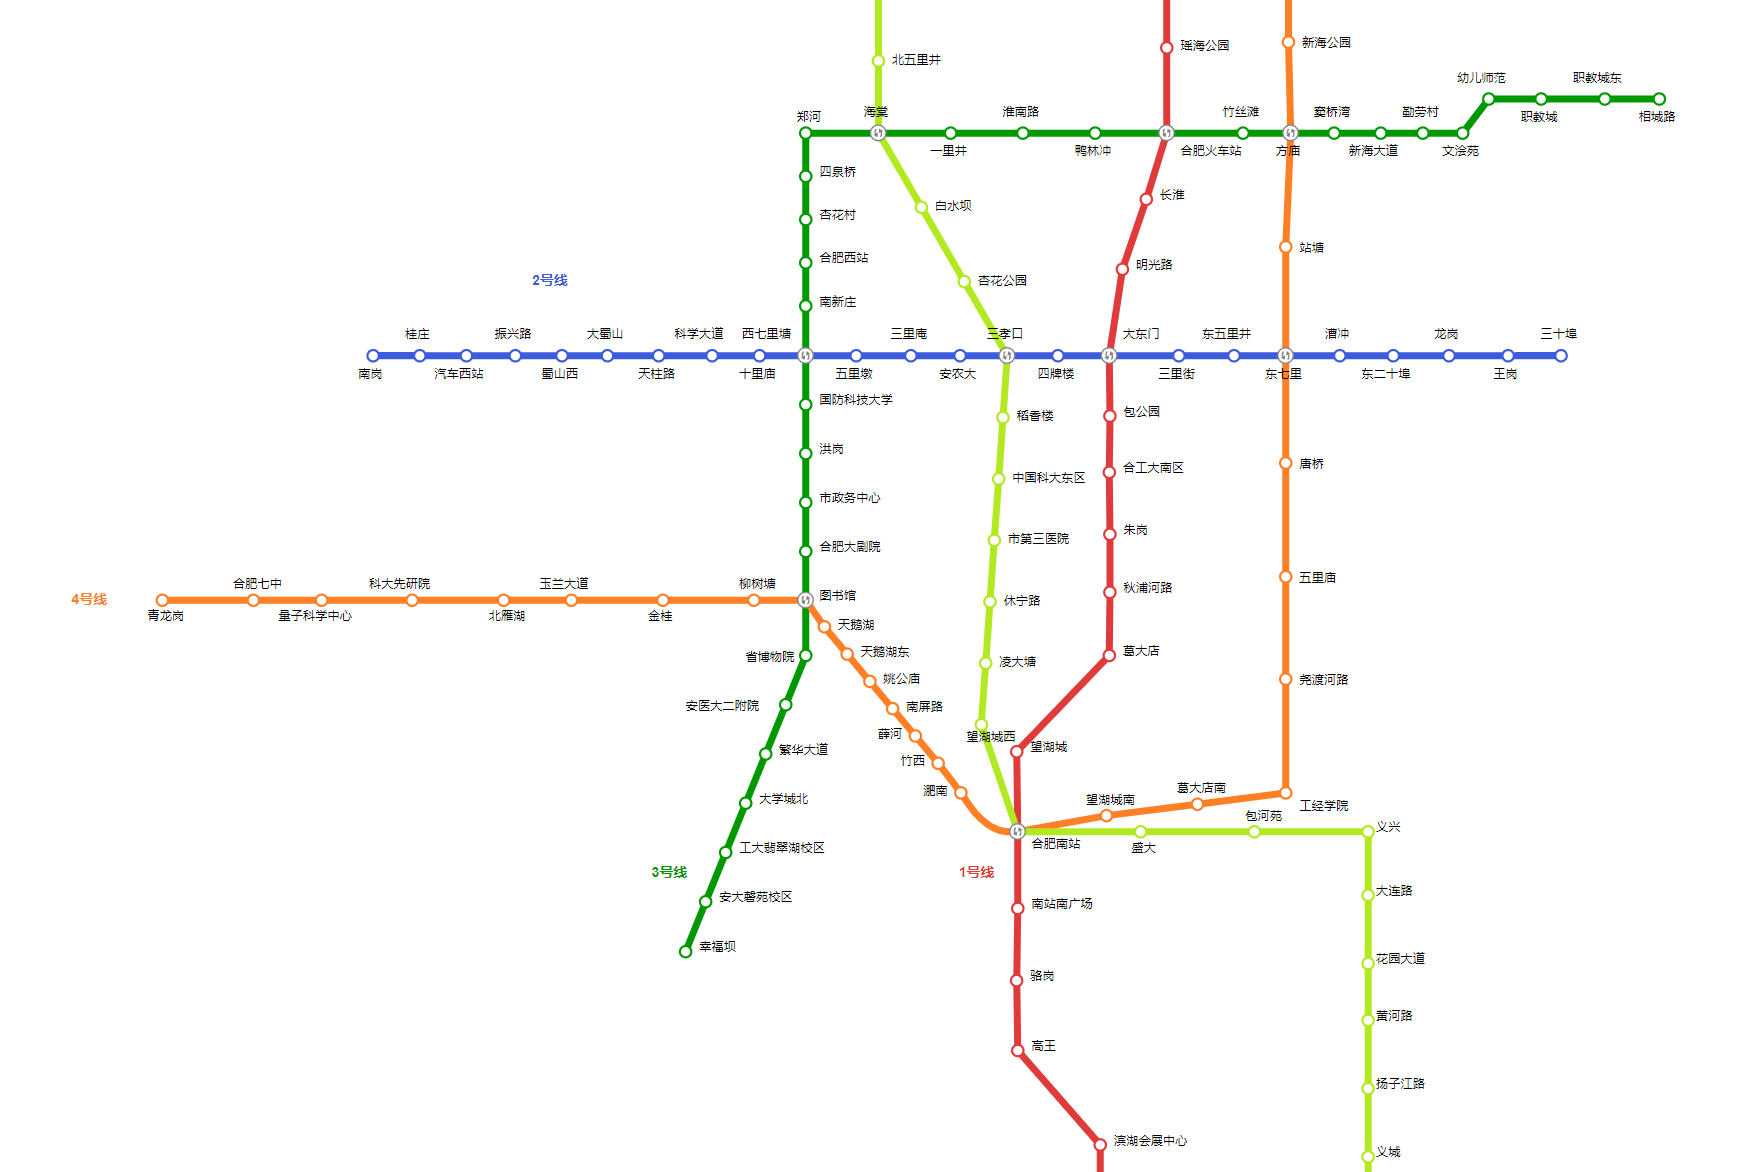 瑶海公园
新海公园
北五里井
幼儿师范
职教城东
郑河
海棠
淮南路
竹丝滩
窦桥湾
勤劳村
职教城
相城路
一里井
鸭林冲
合肥火车站
方庙
新海大道
文浍苑
四泉桥
长淮
白水坝
杏花村
站塘
合肥西站
明光路
2号线
杏花公园
南新庄
桂庄
振兴路
大蜀山
科学大道
西七里塘
三里庵
三孝口
大东门
东五里井
漕冲
龙岗
三十埠
南岗
汽车西站
蜀山西
天柱路
十里庙
五里墩
安农大
四牌楼
三里街
东七里
东二十埠
王岗
国防科技大学
稻香楼
包公园
洪岗
唐桥
中国科大东区
合工大南区
市政务中心
朱岗
市第三医院
合肥大剧院
五里庙
合肥七中
科大先研院
玉兰大道
柳树塘
秋浦河路
4号线
图书馆
休宁路
青龙岗
量子科学中心
北雁湖
金桂
天鹅湖
天鹅湖东
省博物院
凌大塘
葛大店
姚公庙
尧渡河路
安医大二附院
南屏路
薛河
望湖城西
望湖城
繁华大道
竹西
淝南
大学城北
望湖城南
葛大店南
工经学院
包河苑
义兴
合肥南站
盛大
工大翡翠湖校区
3号线
1号线
大连路
安大磬苑校区
南站南广场
幸福坝
花园大道
骆岗
黄河路
高王
扬子江路
滨湖会展中心
义城